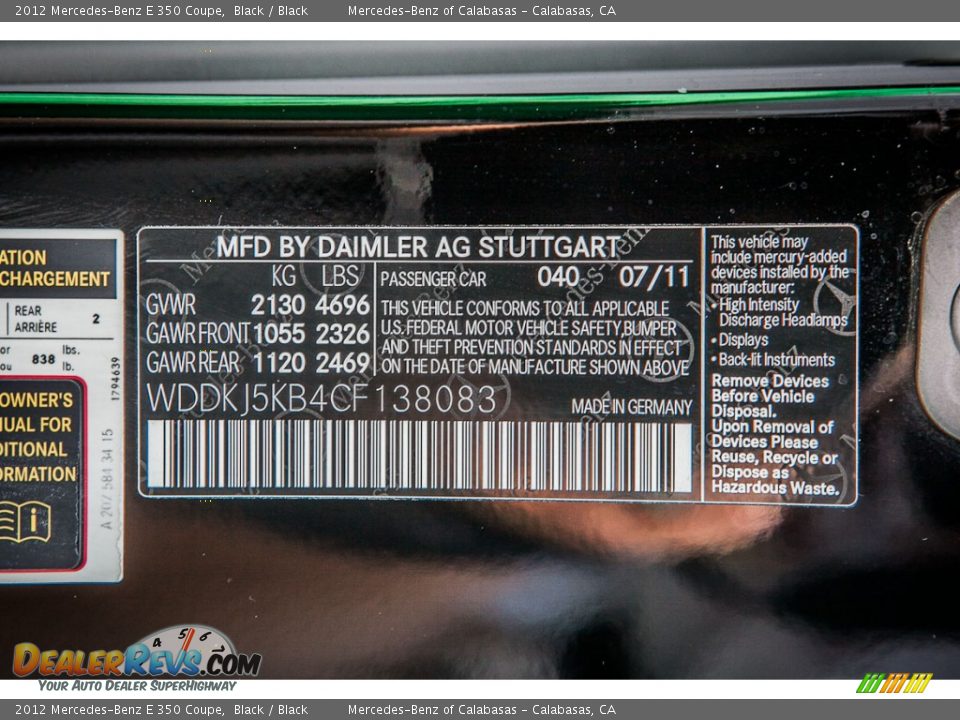 2012 Mercedes-Benz E 350 Coupe, Black / Black Mercedes-Benz of Calabasas - Calabasas, CA
ATION
CHARGEMENT
REAR
ARRIÈRE
2
or 838 lbs.
ou lb.
OWNER'S
UAL FOR
DITIONAL
ORMATION
1794639
A 207 584 34 15
MFD BY DAIMLER AG STUTTGART
KG LBS
GVWR 2130 4696
GAWR FRONT 1055 2326
GAWR REAR 1120 2469
PASSENGER CAR 040 07/11
THIS VEHICLE CONFORMS TO ALL APPLICABLE
U.S.FEDERAL MOTOR VEHICLE SAFETY,BUMPER
AND THEFT PREVENTION STANDARDS IN EFFECT
ON THE DATE OF MANUFACTURE SHOWN ABOVE
WDDKJ5KB4CF138083
MADE IN GERMANY
This vehicle may
include mercury-added
devices installed by the
manufacturer:
• High Intensity
Discharge Headlamps
• Displays
• Back-lit Instruments
Remove Devices
Before Vehicle
Disposal.
Upon Removal of
Devices Please
Reuse, Recycle or
Dispose as
Hazardous Waste.
4 5 6
DEALERREVS.COM
YOUR AUTO DEALER SUPERHIGHWAY
2012 Mercedes-Benz E 350 Coupe, Black / Black Mercedes-Benz of Calabasas - Calabasas, CA